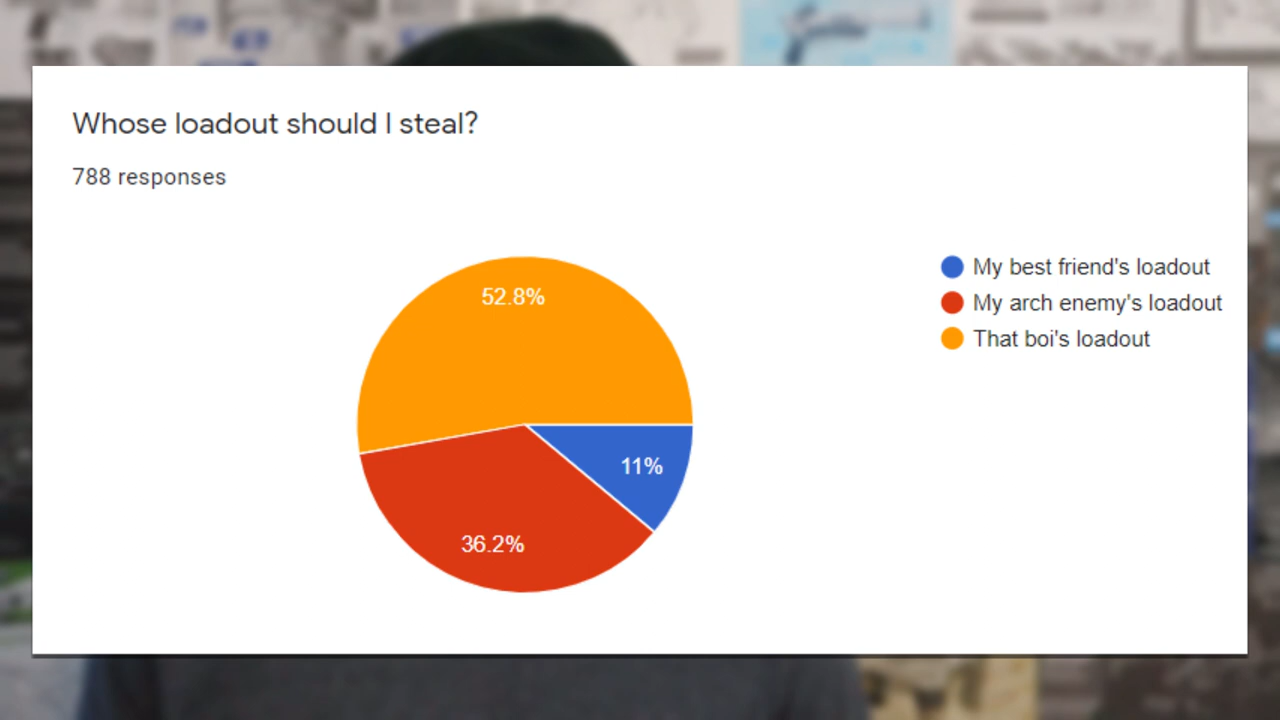 Whose loadout should I steal?
788 responses
52.8%
11%
36.2%
My best friend's loadout
My arch enemy's loadout
That boi's loadout